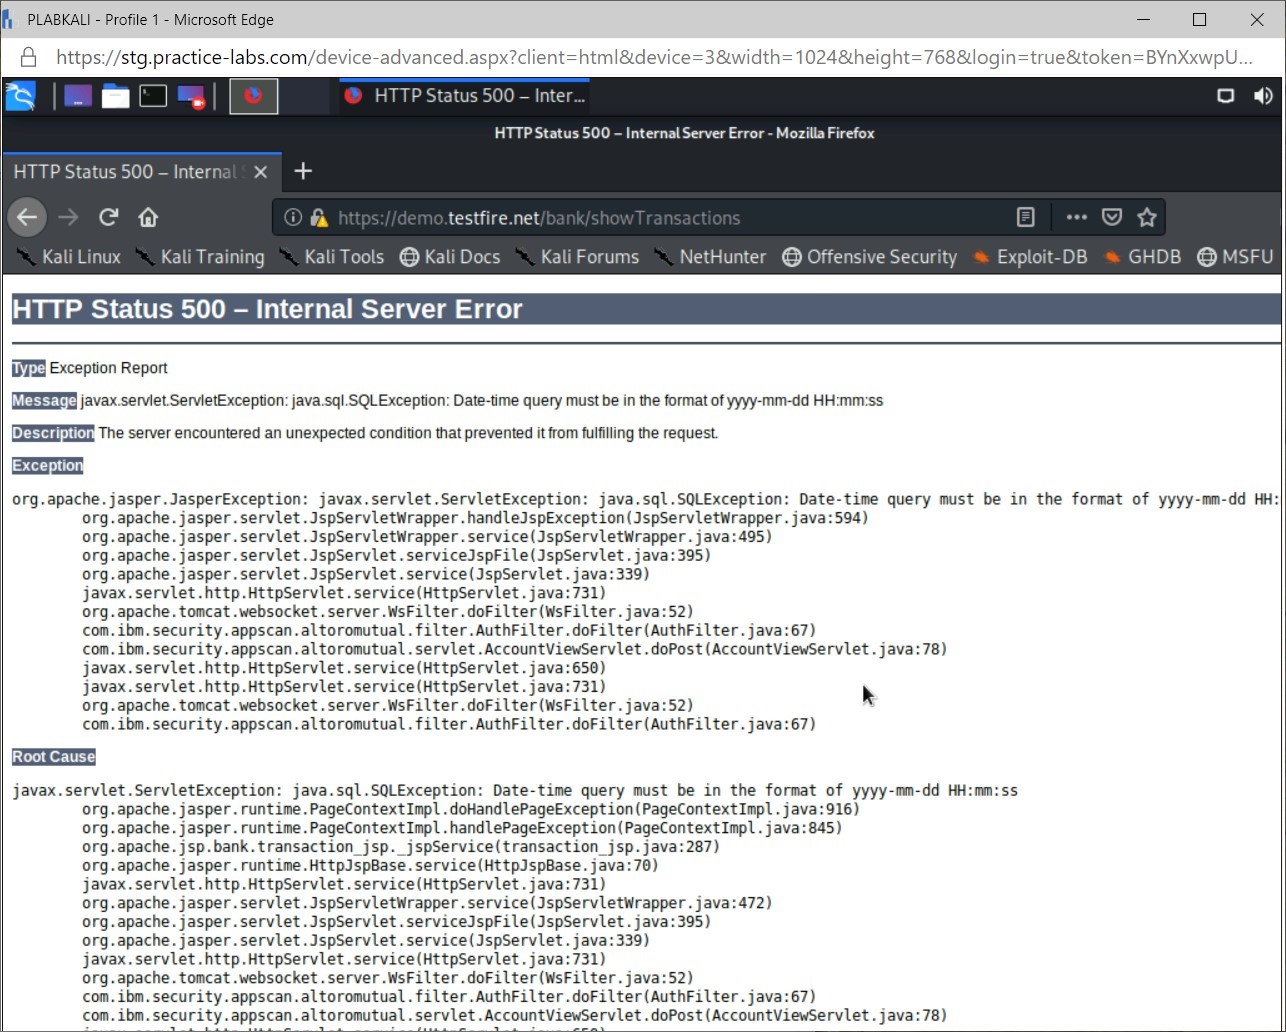 PLABKALI - Profile 1 - Microsoft Edge
https://stg.practice-labs.com/device-advanced.aspx?client=html&device=3&width=1024&height=768&login=true&token=BYnXxwpU...
HTTP Status 500 – Inter...
HTTP Status 500 – Internal Server Error - Mozilla Firefox
HTTP Status 500 – Internal
https://demo.testfire.net/bank/showTransactions
Kali Linux Kali Training Kali Tools Kali Docs Kali Forums NetHunter Offensive Security Exploit-DB GHDB MSFU
HTTP Status 500 – Internal Server Error
Type Exception Report
Message javax.servlet.ServletException: java.sql.SQLException: Date-time query must be in the format of yyyy-mm-dd HH:mm:ss
Description The server encountered an unexpected condition that prevented it from fulfilling the request.
Exception
org.apache.jasper.JasperException: javax.servlet.ServletException: java.sql.SQLException: Date-time query must be in the format of yyyy-mm-dd HH:
org.apache.jasper.servlet.JspServletWrapper.handleJspException(JspServletWrapper.java:594)
org.apache.jasper.servlet.JspServletWrapper.service(JspServletWrapper.java:495)
org.apache.jasper.servlet.JspServlet.serviceJspFile(JspServlet.java:395)
org.apache.jasper.servlet.JspServlet.service(JspServlet.java:339)
javax.servlet.http.HttpServlet.service(HttpServlet.java:731)
org.apache.tomcat.websocket.server.WsFilter.doFilter(WsFilter.java:52)
com.ibm.security.appscan.altoromutual.filter.AuthFilter.doFilter(AuthFilter.java:67)
com.ibm.security.appscan.altoromutual.servlet.AccountViewServlet.doPost(AccountViewServlet.java:78)
javax.servlet.http.HttpServlet.service(HttpServlet.java:650)
javax.servlet.http.HttpServlet.service(HttpServlet.java:731)
org.apache.tomcat.websocket.server.WsFilter.doFilter(WsFilter.java:52)
com.ibm.security.appscan.altoromutual.filter.AuthFilter.doFilter(AuthFilter.java:67)
Root Cause
javax.servlet.ServletException: java.sql.SQLException: Date-time query must be in the format of yyyy-mm-dd HH:mm:ss
org.apache.jasper.runtime.PageContextImpl.doHandlePageException(PageContextImpl.java:916)
org.apache.jasper.runtime.PageContextImpl.handlePageException(PageContextImpl.java:845)
org.apache.jsp.bank.transaction_jsp._jspService(transaction_jsp.java:287)
org.apache.jasper.runtime.HttpJspBase.service(HttpJspBase.java:70)
javax.servlet.http.HttpServlet.service(HttpServlet.java:731)
org.apache.jasper.servlet.JspServletWrapper.service(JspServletWrapper.java:472)
org.apache.jasper.servlet.JspServlet.serviceJspFile(JspServlet.java:395)
org.apache.jasper.servlet.JspServlet.service(JspServlet.java:339)
javax.servlet.http.HttpServlet.service(HttpServlet.java:731)
org.apache.tomcat.websocket.server.WsFilter.doFilter(WsFilter.java:52)
com.ibm.security.appscan.altoromutual.filter.AuthFilter.doFilter(AuthFilter.java:67)
com.ibm.security.appscan.altoromutual.servlet.AccountViewServlet.doPost(AccountViewServlet.java:78)